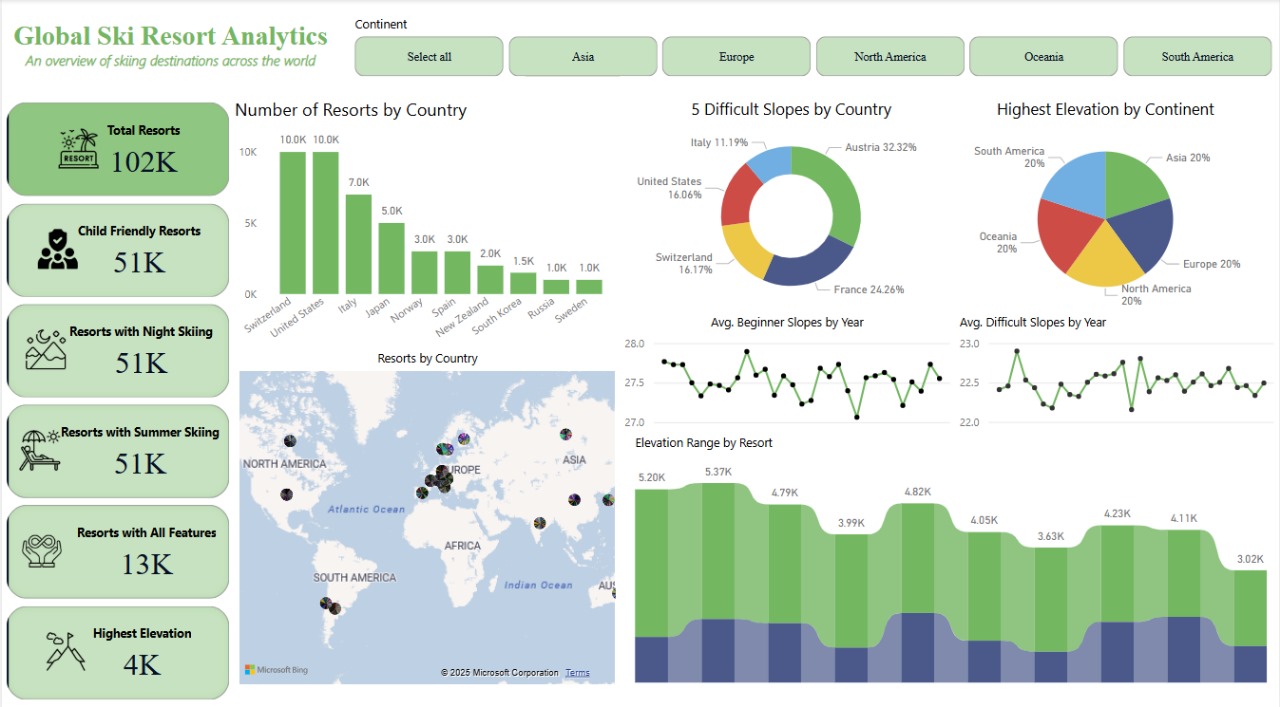 Global Ski Resort Analytics
An overview of skiing destinations across the world
Continent
Select all
Asia
Europe
North America
Oceania
South America
Total Resorts
RESORT
102K
Child Friendly Resorts
51K
Resorts with Night Skiing
51K
Resorts with Summer Skiing
51K
Resorts with All Features
13K
Highest Elevation
4K
Number of Resorts by Country
10K
5K
0K
10.0K
10.0K
7.0K
5.0K
3.0K
3.0K
2.0K
1.5K
1.0K
1.0K
Switzerland
United States
Italy
Japan
Norway
Spain
New Zealand
South Korea
Russia
Sweden
5 Difficult Slopes by Country
Italy 11.19%
Austria 32.32%
United States
16.06%
Switzerland
16.17%
France 24.26%
Highest Elevation by Continent
South America
20%
Asia 20%
Oceania
20%
Europe 20%
North America
20%
Resorts by Country
NORTH AMERICA
EUROPE
ASIA
Atlantic Ocean
AFRICA
SOUTH AMERICA
Indian Ocean
AUS
Microsoft Bing
© 2025 Microsoft Corporation Terms
Avg. Beginner Slopes by Year
28.0
27.5
27.0
Avg. Difficult Slopes by Year
23.0
22.5
22.0
Elevation Range by Resort
5.20K
5.37K
4.79K
3.99K
4.82K
4.05K
3.63K
4.23K
4.11K
3.02K